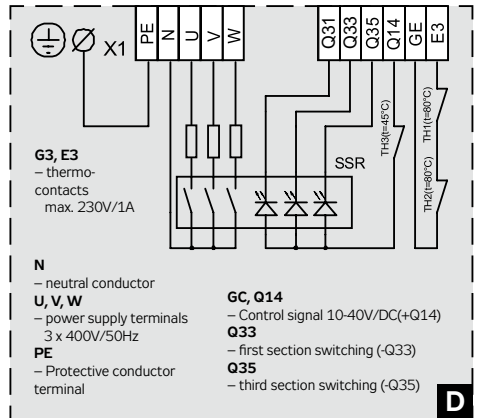 X1
PE
N
U
V
W
Q31
Q33
Q35
Q14
GE
E3
TH3(t=45°C)
TH1(t=80°C)
TH2(t=80°C)
SSR
G3, E3
– thermo-
contacts
max. 230V/1A
N
– neutral conductor
U, V, W
– power supply terminals
3 x 400V/50Hz
PE
– Protective conductor
terminal
GC, Q14
– Control signal 10-40V/DC(+Q14)
Q33
– first section switching (-Q33)
Q35
– third section switching (-Q35)
D